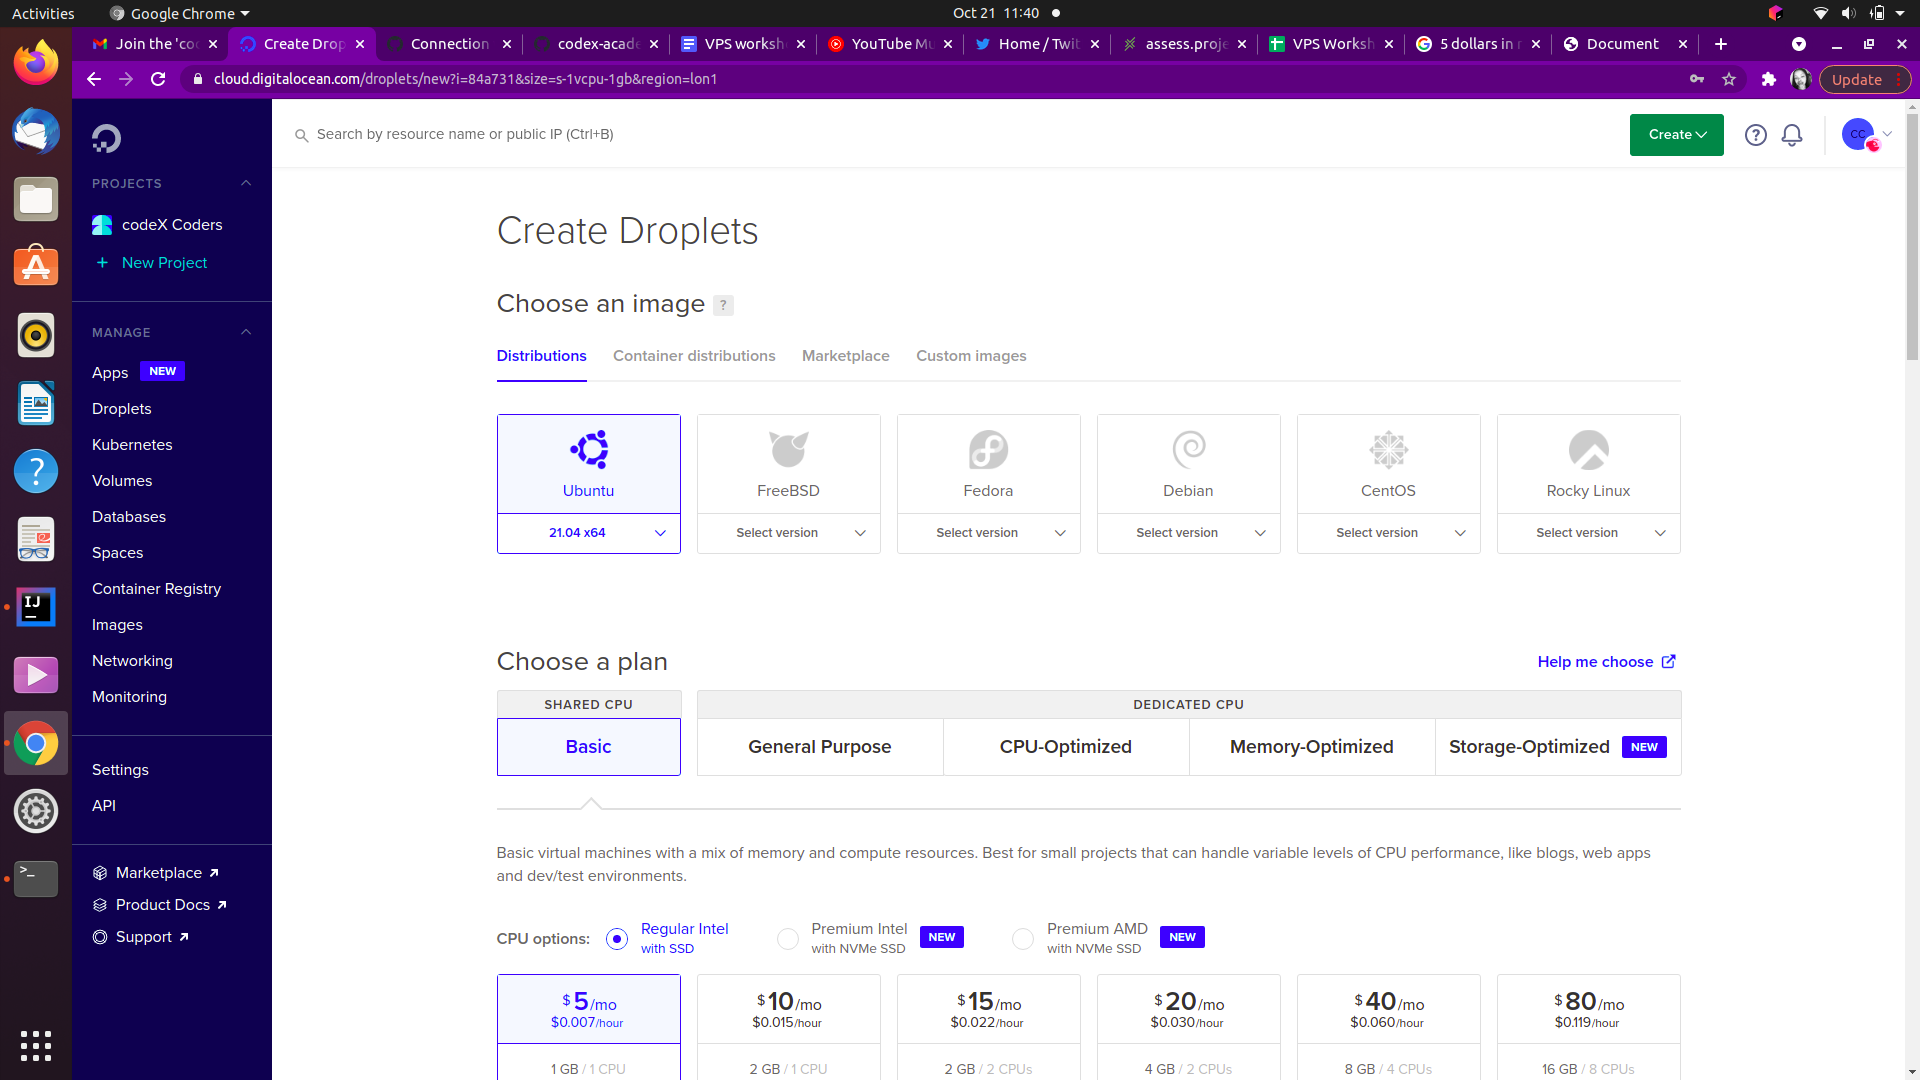 Activities
Google Chrome
Oct 21 11:40
Join the 'co
Create Drop
Connection
codex-acade
VPS worksh
YouTube Mu
Home / Twit
assess.proje
VPS Worksh
5 dollars in r
Document
cloud.digitalocean.com/droplets/new?i=84a731&size=s-1vcpu-1gb&region=lon1
Update
Search by resource name or public IP (Ctrl+B)
Create
CC
PROJECTS
codeX Coders
+ New Project
MANAGE
Apps NEW
Droplets
Kubernetes
Volumes
Databases
Spaces
Container Registry
Images
Networking
Monitoring
Settings
API
Marketplace
Product Docs
Support
Create Droplets
Choose an image ?
Distributions Container distributions Marketplace Custom images
Ubuntu FreeBSD Fedora Debian CentOS Rocky Linux
21.04 x64 Select version Select version Select version Select version Select version
Choose a plan
Help me choose
SHARED CPU DEDICATED CPU
Basic General Purpose CPU-Optimized Memory-Optimized Storage-Optimized NEW
Basic virtual machines with a mix of memory and compute resources. Best for small projects that can handle variable levels of CPU performance, like blogs, web apps
and dev/test environments.
CPU options: Regular Intel with SSD Premium Intel with NVMe SSD NEW Premium AMD with NVMe SSD NEW
$5/mo $10/mo $15/mo $20/mo $40/mo $80/mo
$0.007/hour $0.015/hour $0.022/hour $0.030/hour $0.060/hour $0.119/hour
1 GB / 1 CPU 2 GB / 1 CPU 2 GB / 2 CPUs 4 GB / 2 CPUs 8 GB / 4 CPUs 16 GB / 8 CPUs